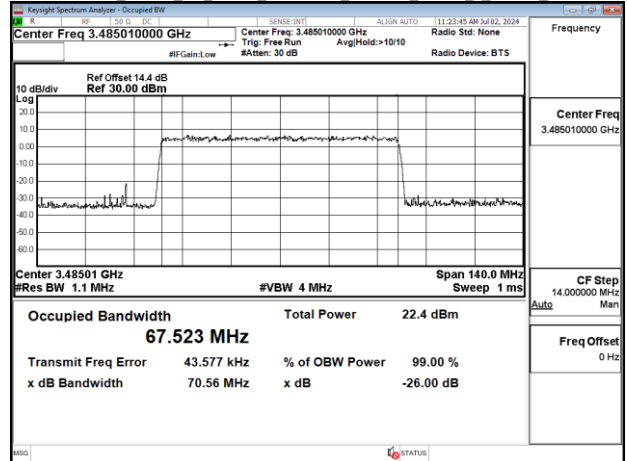 Keysight Spectrum Analyzer - Occupied BW
R RF 50 Ω DC SENSE:INT ALIGN AUTO 11:23:45 AM Jul 02, 2024
Center Freq 3.485010000 GHz
Center Freq: 3.485010000 GHz Radio Std: None
Trig: Free Run Avg|Hold:>10/10
#IFGain:Low #Atten: 30 dB Radio Device: BTS
Frequency
Ref Offset 14.4 dB
10 dB/div Ref 30.00 dBm
Log
20.0
10.0
0.00
-10.0
-20.0
-30.0
-40.0
-50.0
-60.0
Center 3.48501 GHz Span 140.0 MHz
#Res BW 1.1 MHz #VBW 4 MHz Sweep 1 ms
Occupied Bandwidth Total Power 22.4 dBm
67.523 MHz
Transmit Freq Error 43.577 kHz % of OBW Power 99.00 %
x dB Bandwidth 70.56 MHz x dB -26.00 dB
Center Freq
3.485010000 GHz
CF Step
14.000000 MHz
Auto Man
Freq Offset
0 Hz
MSG STATUS